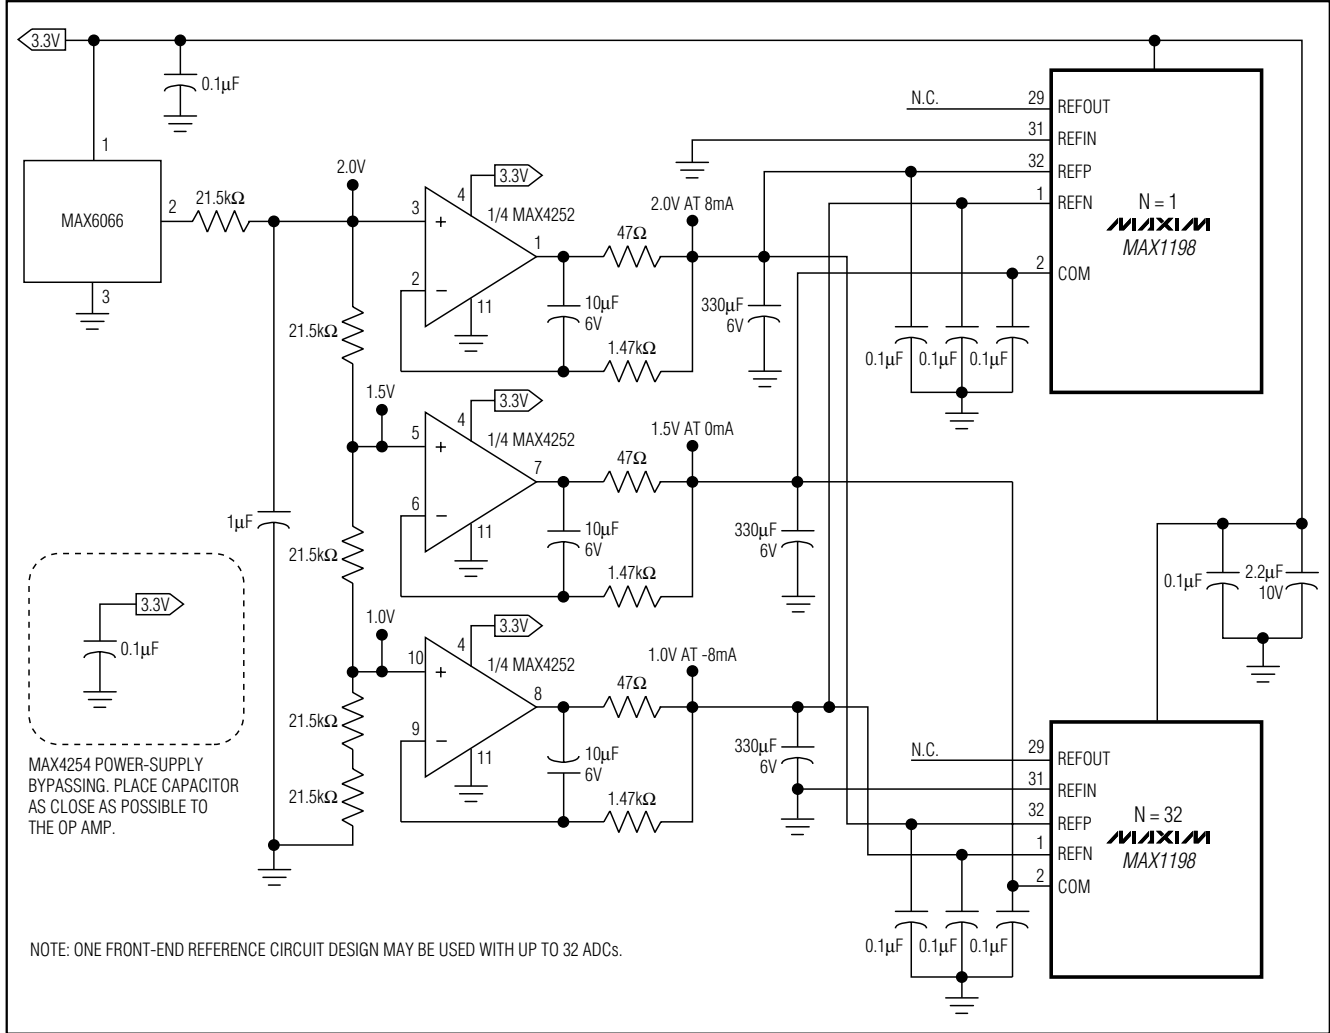 3.3V
0.1µF
1
MAX6066
2
21.5kΩ
3
2.0V
3
+
2
−
4
3.3V
1/4 MAX4252
1
11
47Ω
10µF
6V
1.47kΩ
2.0V AT 8mA
330µF
6V
21.5kΩ
1.5V
5
+
6
−
4
3.3V
1/4 MAX4252
7
11
47Ω
10µF
6V
1.47kΩ
1.5V AT 0mA
330µF
6V
1µF
21.5kΩ
1.0V
10
+
9
−
4
3.3V
1/4 MAX4252
8
11
47Ω
10µF
6V
1.47kΩ
1.0V AT -8mA
330µF
6V
21.5kΩ
21.5kΩ
3.3V
0.1µF
MAX4254 POWER-SUPPLY
BYPASSING. PLACE CAPACITOR
AS CLOSE AS POSSIBLE TO
THE OP AMP.
N.C.
29
REFOUT
31
REFIN
32
REFP
1
REFN
2
COM
N = 1
MAXIM
MAX1198
0.1µF
0.1µF
0.1µF
0.1µF
2.2µF
10V
N.C.
29
REFOUT
31
REFIN
32
REFP
1
REFN
2
COM
N = 32
MAXIM
MAX1198
0.1µF
0.1µF
0.1µF
NOTE: ONE FRONT-END REFERENCE CIRCUIT DESIGN MAY BE USED WITH UP TO 32 ADCs.